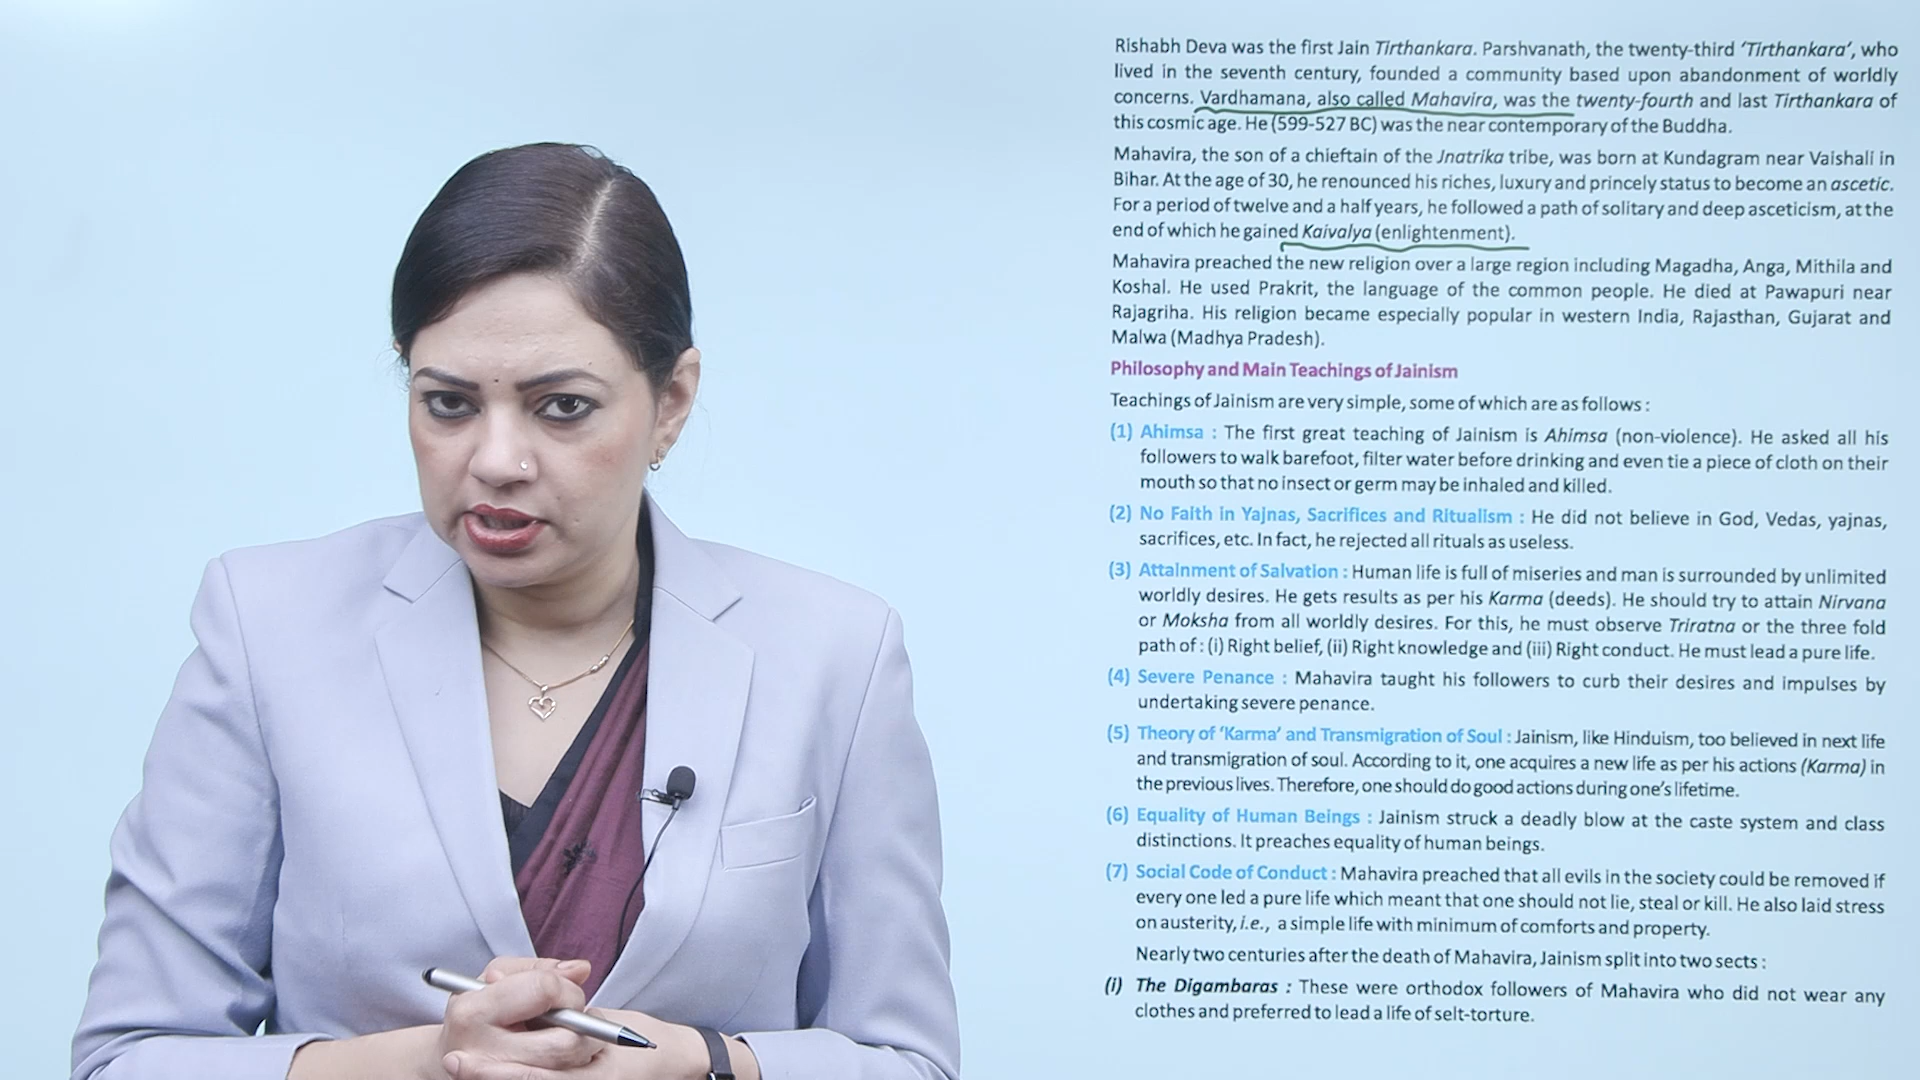 Rishabh Deva was the first Jain Tirthankara. Parshvanath, the twenty-third ‘Tirthankara’, who
lived in the seventh century, founded a community based upon abandonment of worldly
concerns. Vardhamana, also called Mahavira, was the twenty-fourth and last Tirthankara of
this cosmic age. He (599-527 BC) was the near contemporary of the Buddha.
Mahavira, the son of a chieftain of the Jnatrika tribe, was born at Kundagram near Vaishali in
Bihar. At the age of 30, he renounced his riches, luxury and princely status to become an ascetic.
For a period of twelve and a half years, he followed a path of solitary and deep asceticism, at the
end of which he gained Kaivalya (enlightenment).
Mahavira preached the new religion over a large region including Magadha, Anga, Mithila and
Koshal. He used Prakrit, the language of the common people. He died at Pawapuri near
Rajagriha. His religion became especially popular in western India, Rajasthan, Gujarat and
Malwa (Madhya Pradesh).
Philosophy and Main Teachings of Jainism
Teachings of Jainism are very simple, some of which are as follows :
(1) Ahimsa : The first great teaching of Jainism is Ahimsa (non-violence). He asked all his
followers to walk barefoot, filter water before drinking and even tie a piece of cloth on their
mouth so that no insect or germ may be inhaled and killed.
(2) No Faith in Yajnas, Sacrifices and Ritualism : He did not believe in God, Vedas, yajnas,
sacrifices, etc. In fact, he rejected all rituals as useless.
(3) Attainment of Salvation : Human life is full of miseries and man is surrounded by unlimited
worldly desires. He gets results as per his Karma (deeds). He should try to attain Nirvana
or Moksha from all worldly desires. For this, he must observe Triratna or the three fold
path of : (i) Right belief, (ii) Right knowledge and (iii) Right conduct. He must lead a pure life.
(4) Severe Penance : Mahavira taught his followers to curb their desires and impulses by
undertaking severe penance.
(5) Theory of ‘Karma’ and Transmigration of Soul : Jainism, like Hinduism, too believed in next life
and transmigration of soul. According to it, one acquires a new life as per his actions (Karma) in
the previous lives. Therefore, one should do good actions during one’s lifetime.
(6) Equality of Human Beings : Jainism struck a deadly blow at the caste system and class
distinctions. It preaches equality of human beings.
(7) Social Code of Conduct : Mahavira preached that all evils in the society could be removed if
every one led a pure life which meant that one should not lie, steal or kill. He also laid stress
on austerity, i.e., a simple life with minimum of comforts and property.
Nearly two centuries after the death of Mahavira, Jainism split into two sects :
(i) The Digambaras : These were orthodox followers of Mahavira who did not wear any
clothes and preferred to lead a life of selt-torture.